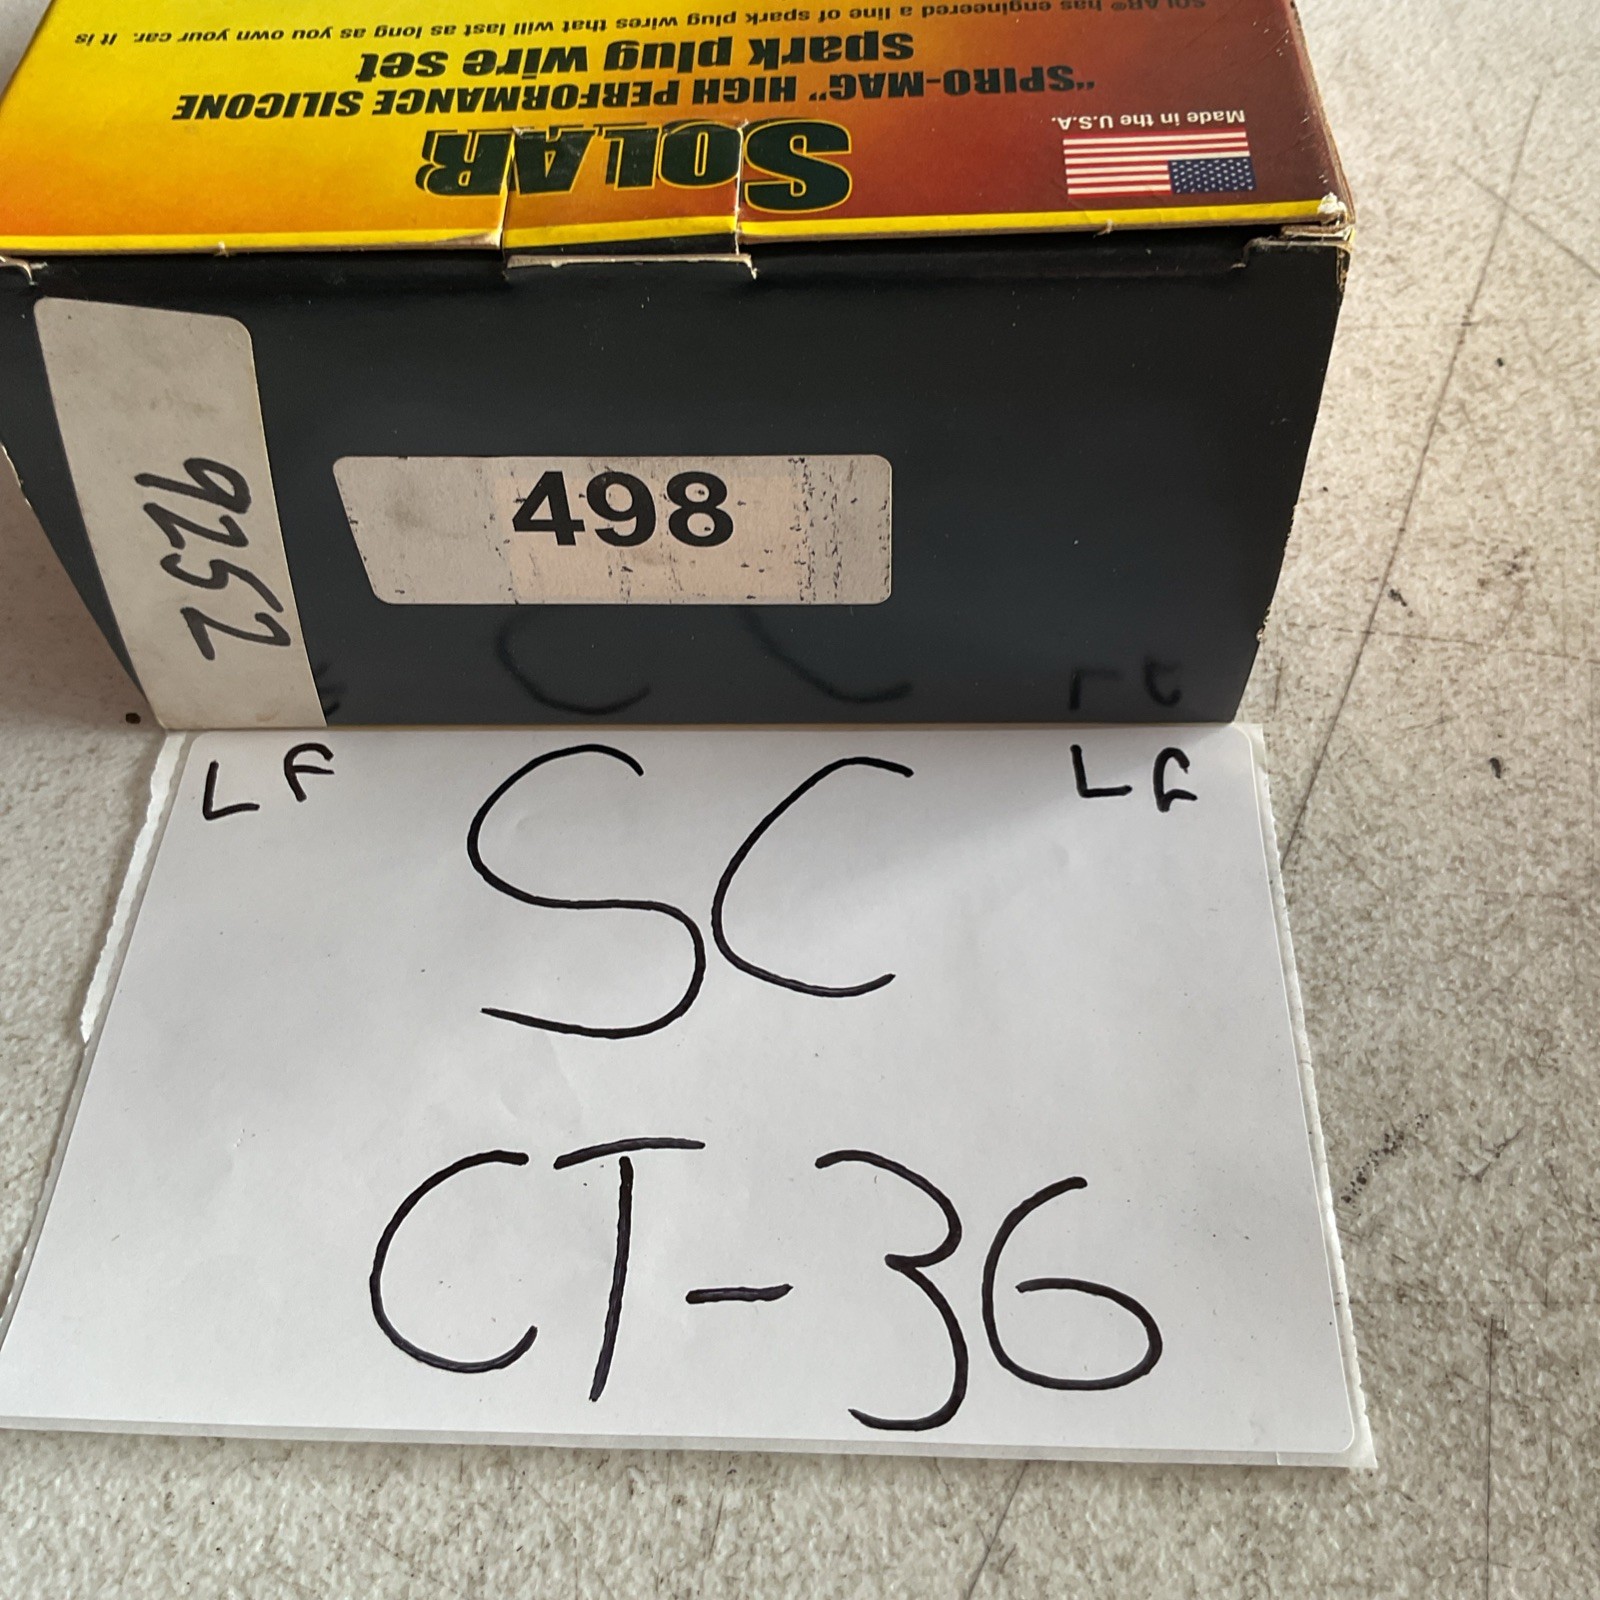 SOLAR® has engineered a line of spark plug wires that will last as long as you own your car. It is
spark plug wire set
"SPIRO-MAG" HIGH PERFORMANCE SILICONE
SOLAR
Made in the U.S.A.
9252
498
LF SC LF
CT-36